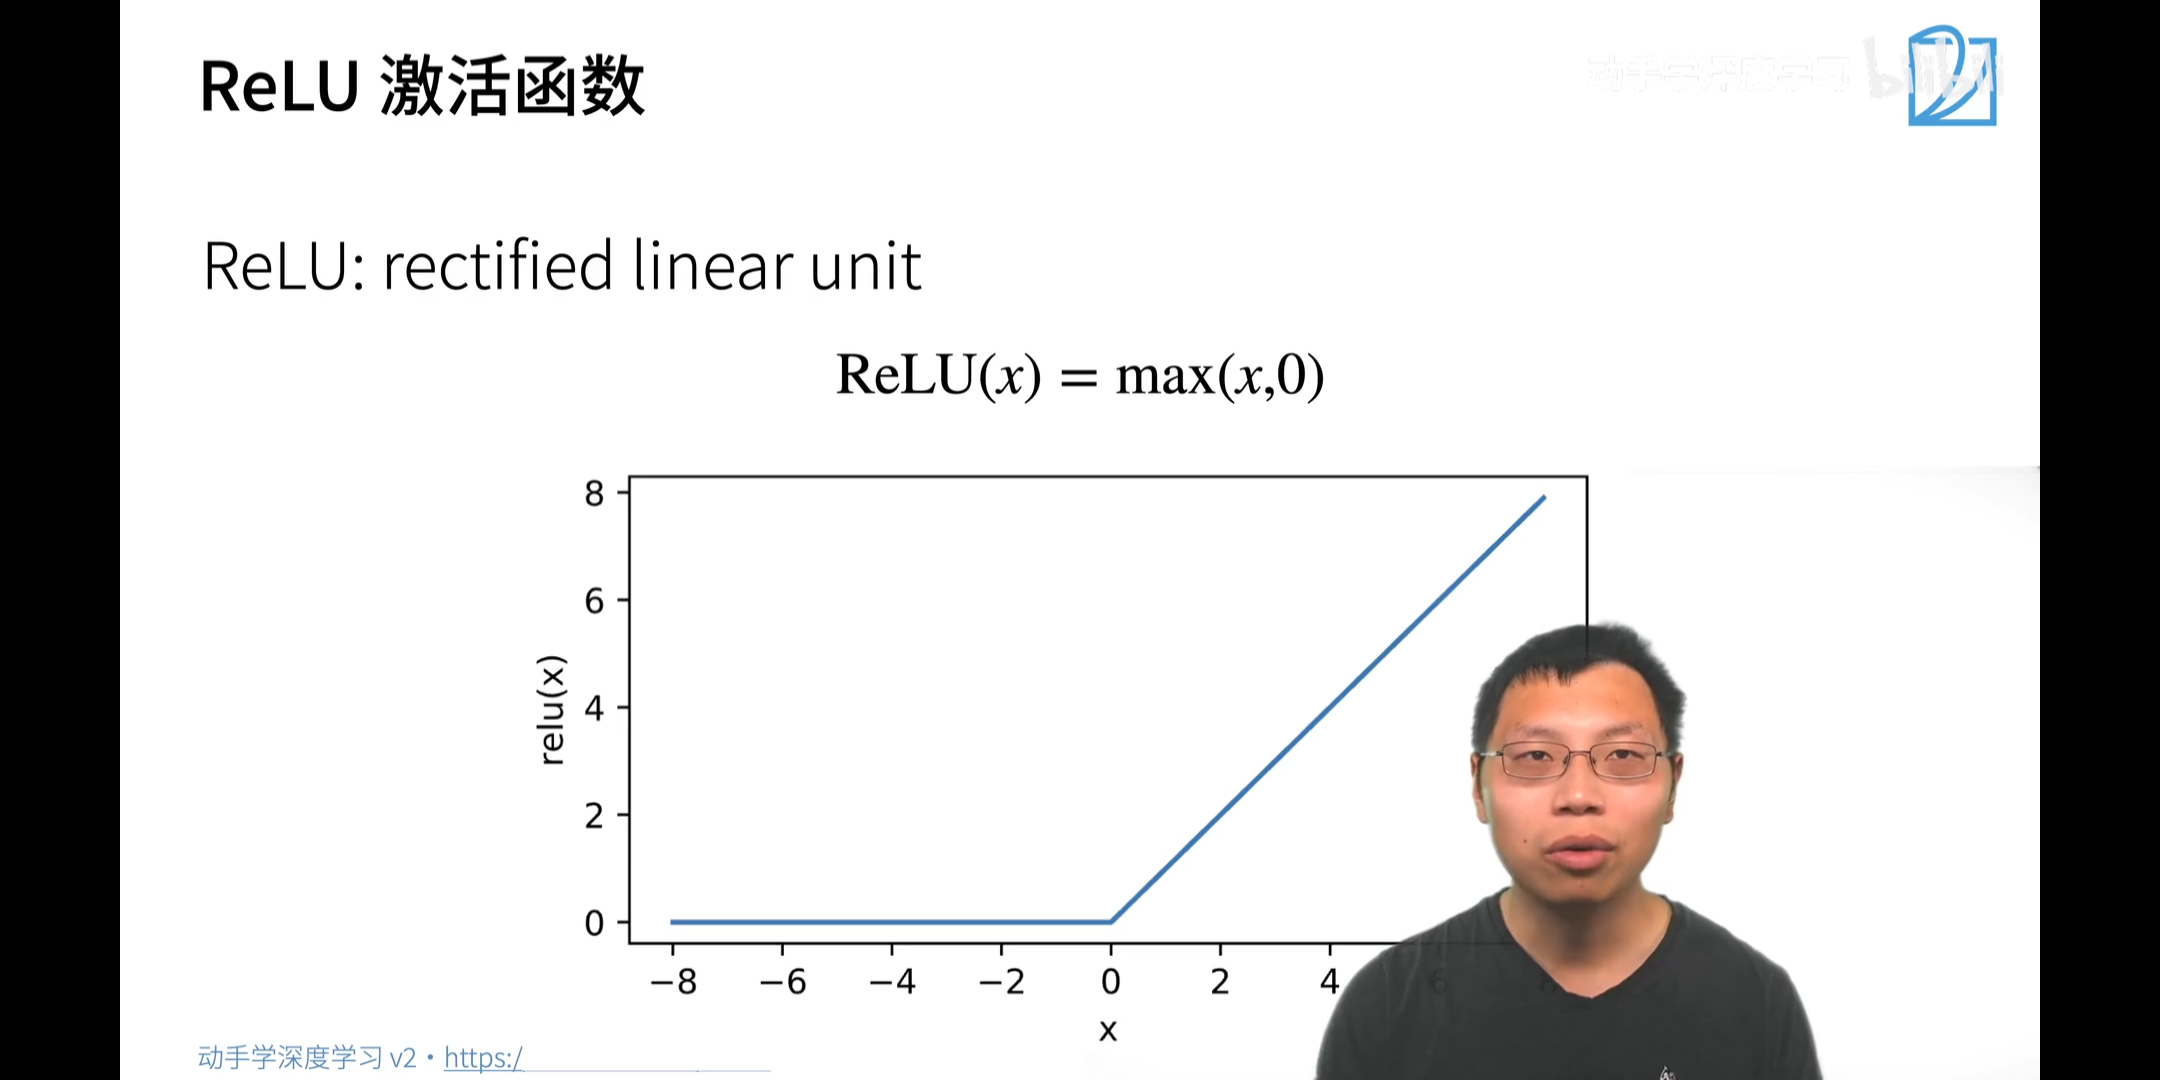 ReLU 激活函数
动手学深度学习 bilibili
ReLU: rectified linear unit
ReLU(x) = max(x,0)
8
6
4
2
0
relu(x)
−8 −6 −4 −2 0 2 4 6 8
x
动手学深度学习 v2 • https:/